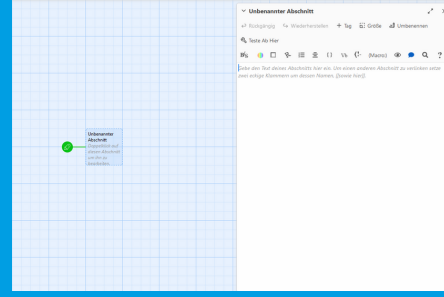 Unbenannter Abschnitt
Rückgängig Wiederherstellen + Tag Größe Umbenennen
Teste Ab Hier
(Macro) ?
Gebe den Text deines Abschnitts hier ein. Um einen anderen Abschnitt zu verlinken setze
zwei eckige Klammern um dessen Namen, [[sowie hier]].
Unbenannter
Abschnitt
Doppelklick auf
diesen Abschnitt
um ihn zu
bearbeiten.